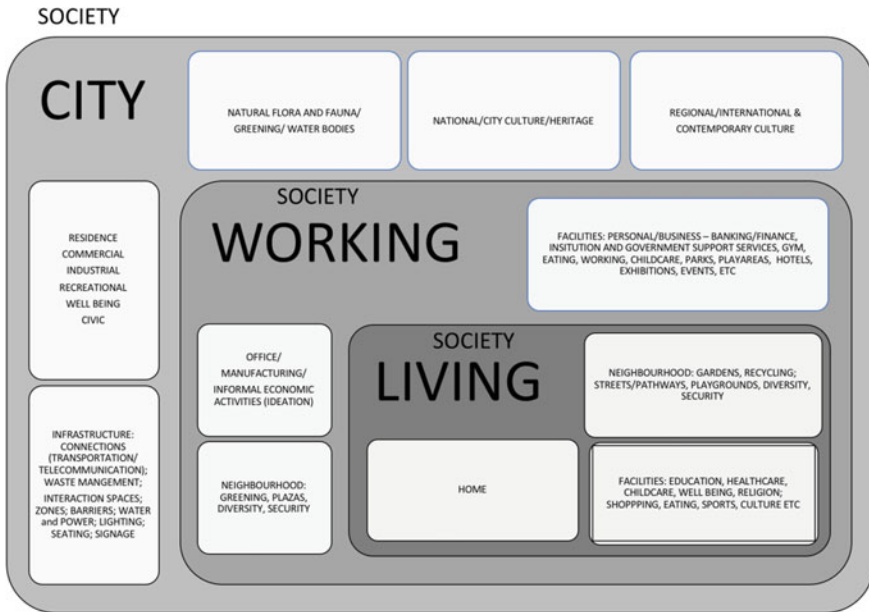 SOCIETY
CITY
NATURAL FLORA AND FAUNA/
GREENING/ WATER BODIES
NATIONAL/CITY CULTURE/HERITAGE
REGIONAL/INTERNATIONAL &
CONTEMPORARY CULTURE
RESIDENCE
COMMERCIAL
INDUSTRIAL
RECREATIONAL
WELL BEING
CIVIC
INFRASTRUCTURE:
CONNECTIONS
(TRANSPORTATION/
TELECOMMUNICATION);
WASTE MANGEMENT;
INTERACTION SPACES;
ZONES; BARRIERS; WATER
and POWER; LIGHTING;
SEATING; SIGNAGE
SOCIETY
WORKING
FACILITIES: PERSONAL/BUSINESS – BANKING/FINANCE,
INSITUTION AND GOVERNMENT SUPPORT SERVICES, GYM,
EATING, WORKING, CHILDCARE, PARKS, PLAYAREAS, HOTELS,
EXHIBITIONS, EVENTS, ETC
OFFICE/
MANUFACTURING/
INFORMAL ECONOMIC
ACTIVITIES (IDEATION)
NEIGHBOURHOOD:
GREENING, PLAZAS,
DIVERSITY, SECURITY
SOCIETY
LIVING
NEIGHBOURHOOD: GARDENS, RECYCLING;
STREETS/PATHWAYS, PLAYGROUNDS, DIVERSITY,
SECURITY
HOME
FACILITIES: EDUCATION, HEALTHCARE,
CHILDCARE, WELL BEING, RELIGION;
SHOPPPING, EATING, SPORTS, CULTURE ETC